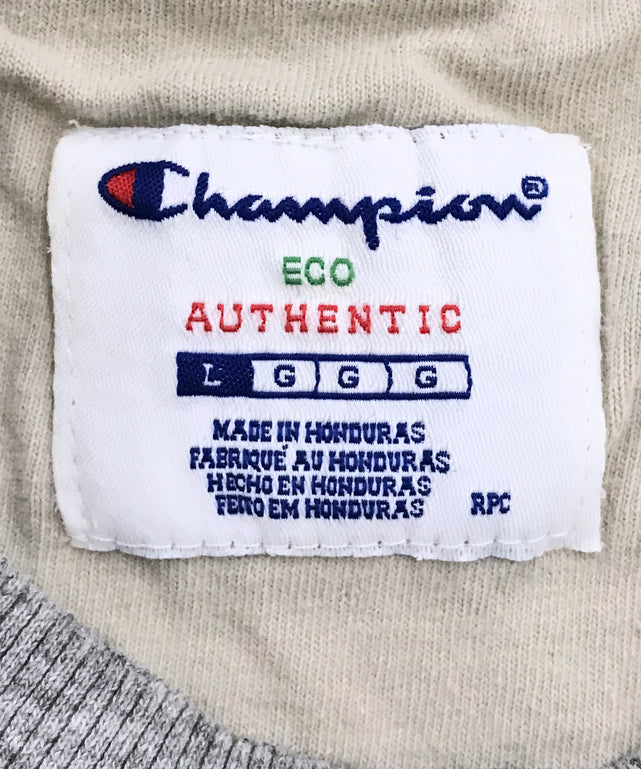 Champion®
ECO
AUTHENTIC
L G G G
MADE IN HONDURAS
FABRIQUÉ AU HONDURAS
HECHO EN HONDURAS
FEITO EM HONDURAS RPC